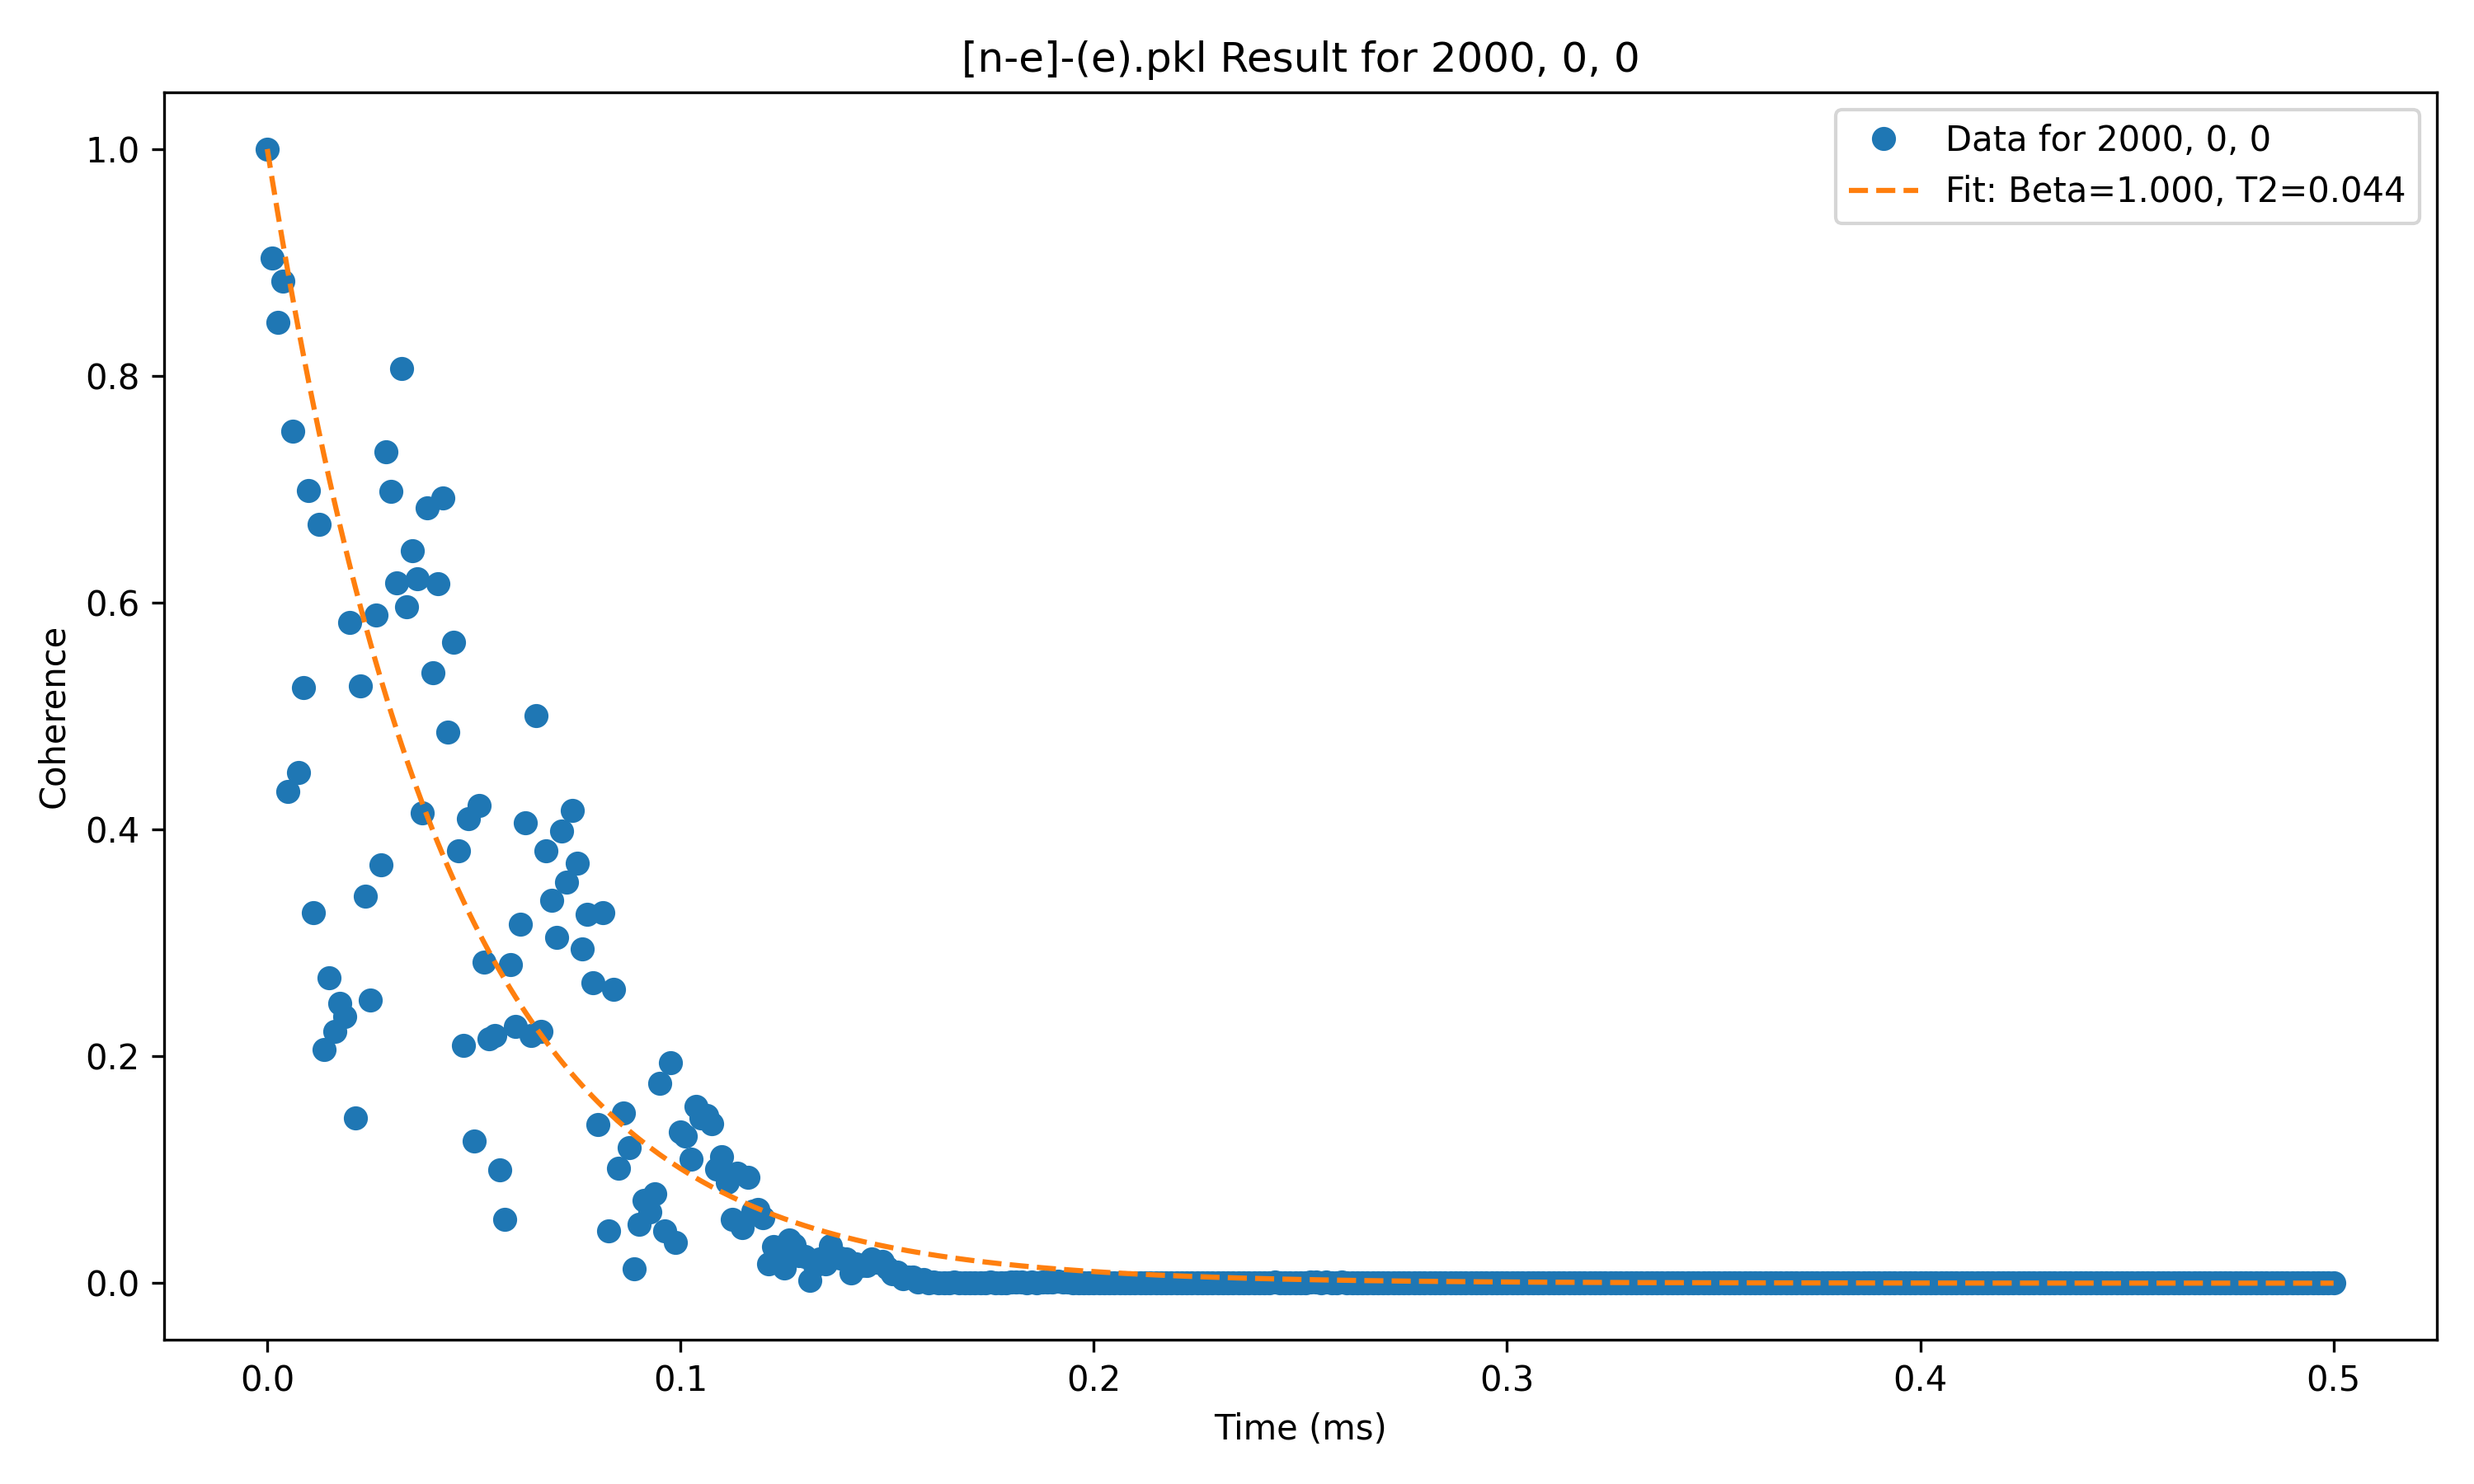 [n-e]-(e).pkl Result for 2000, 0, 0
Data for 2000, 0, 0
Fit: Beta=1.000, T2=0.044
Coherence
1.0
0.8
0.6
0.4
0.2
0.0
0.0 0.1 0.2 0.3 0.4 0.5
Time (ms)